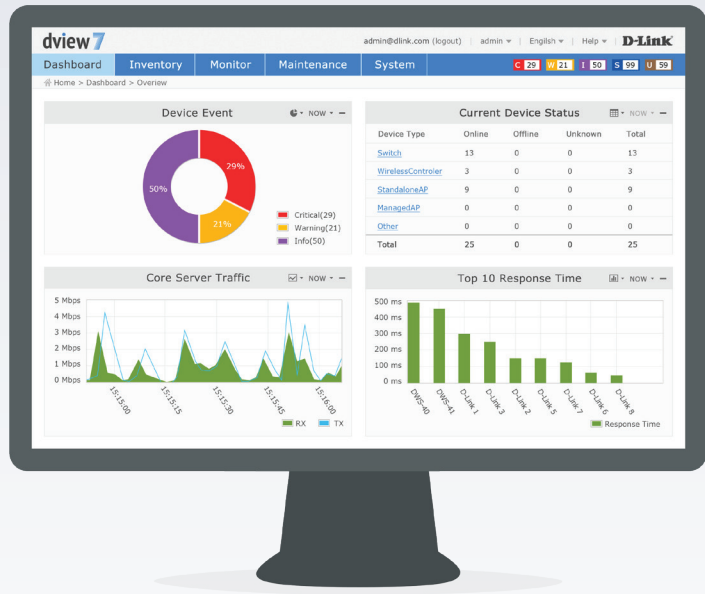 dview 7
admin@dlink.com (logout) admin English Help D-Link
Dashboard Inventory Monitor Maintenance System C 29 W 21 I 50 S 99 U 59
Home > Dashboard > Overiew
Device Event NOW
29%
50%
21%
Critical(29)
Warning(21)
Info(50)
Current Device Status NOW
Device Type Online Offline Unknown Total
Switch 13 0 0 13
WirelessControler 3 0 0 3
StandaloneAP 9 0 0 9
ManagedAP 0 0 0 0
Other 0 0 0 0
Total 25 0 0 25
Core Server Traffic NOW
5 Mbps
4 Mbps
3 Mbps
2 Mbps
1 Mbps
0 Mbps
15:15:00 15:15:15 15:15:30 15:15:45 15:16:00
RX TX
Top 10 Response Time NOW
500 ms
400 ms
300 ms
200 ms
100 ms
0 ms
DWS-40 DWS-41 D-Link 1 D-Link 3 D-Link 2 D-Link 5 D-Link 7 D-Link 6 D-Link 8
Response Time